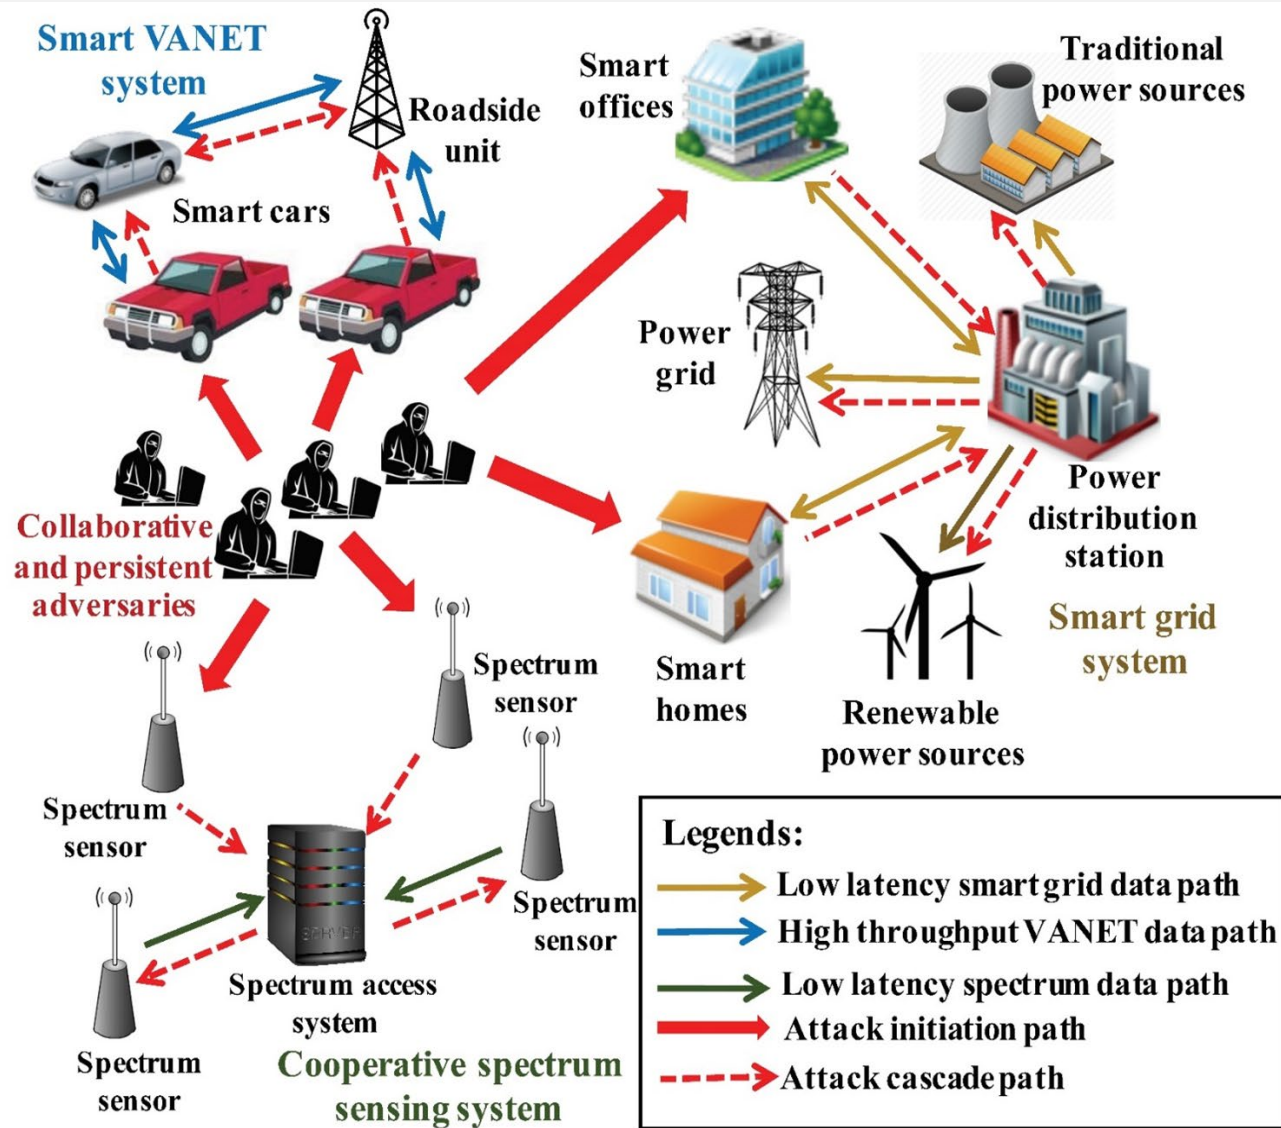 Smart VANET
system
Roadside
unit
Smart cars
Smart
offices
Traditional
power sources
Power
grid
Power
distribution
station
Collaborative
and persistent
adversaries
Smart grid
system
Smart
homes
Renewable
power sources
Spectrum
sensor
Spectrum
sensor
Spectrum
sensor
Spectrum access
system
Spectrum
sensor
Cooperative spectrum
sensing system
Legends:
Low latency smart grid data path
High throughput VANET data path
Low latency spectrum data path
Attack initiation path
Attack cascade path